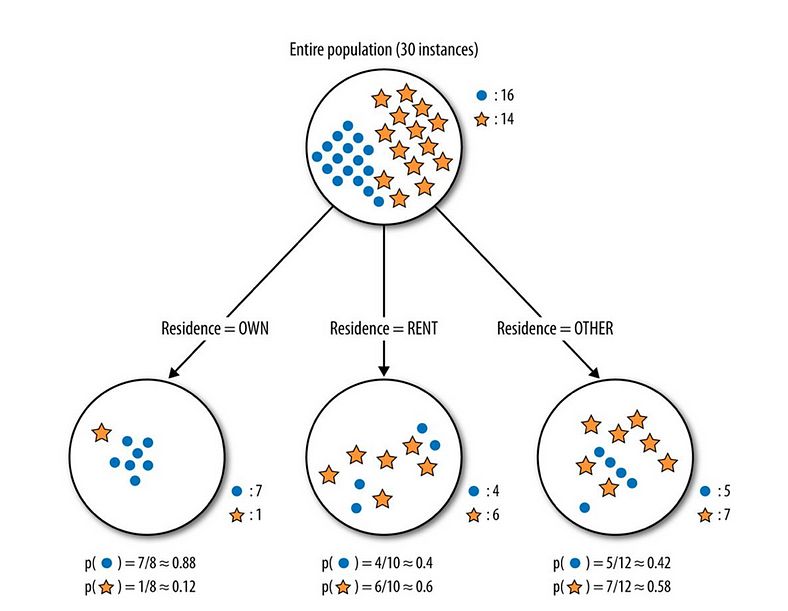 Entire population (30 instances)
: 16
: 14
Residence = OWN
Residence = RENT
Residence = OTHER
: 7
: 1
: 4
: 6
: 5
: 7
p( ) = 7/8 ≈ 0.88
p( ) = 1/8 ≈ 0.12
p( ) = 4/10 ≈ 0.4
p( ) = 6/10 ≈ 0.6
p( ) = 5/12 ≈ 0.42
p( ) = 7/12 ≈ 0.58